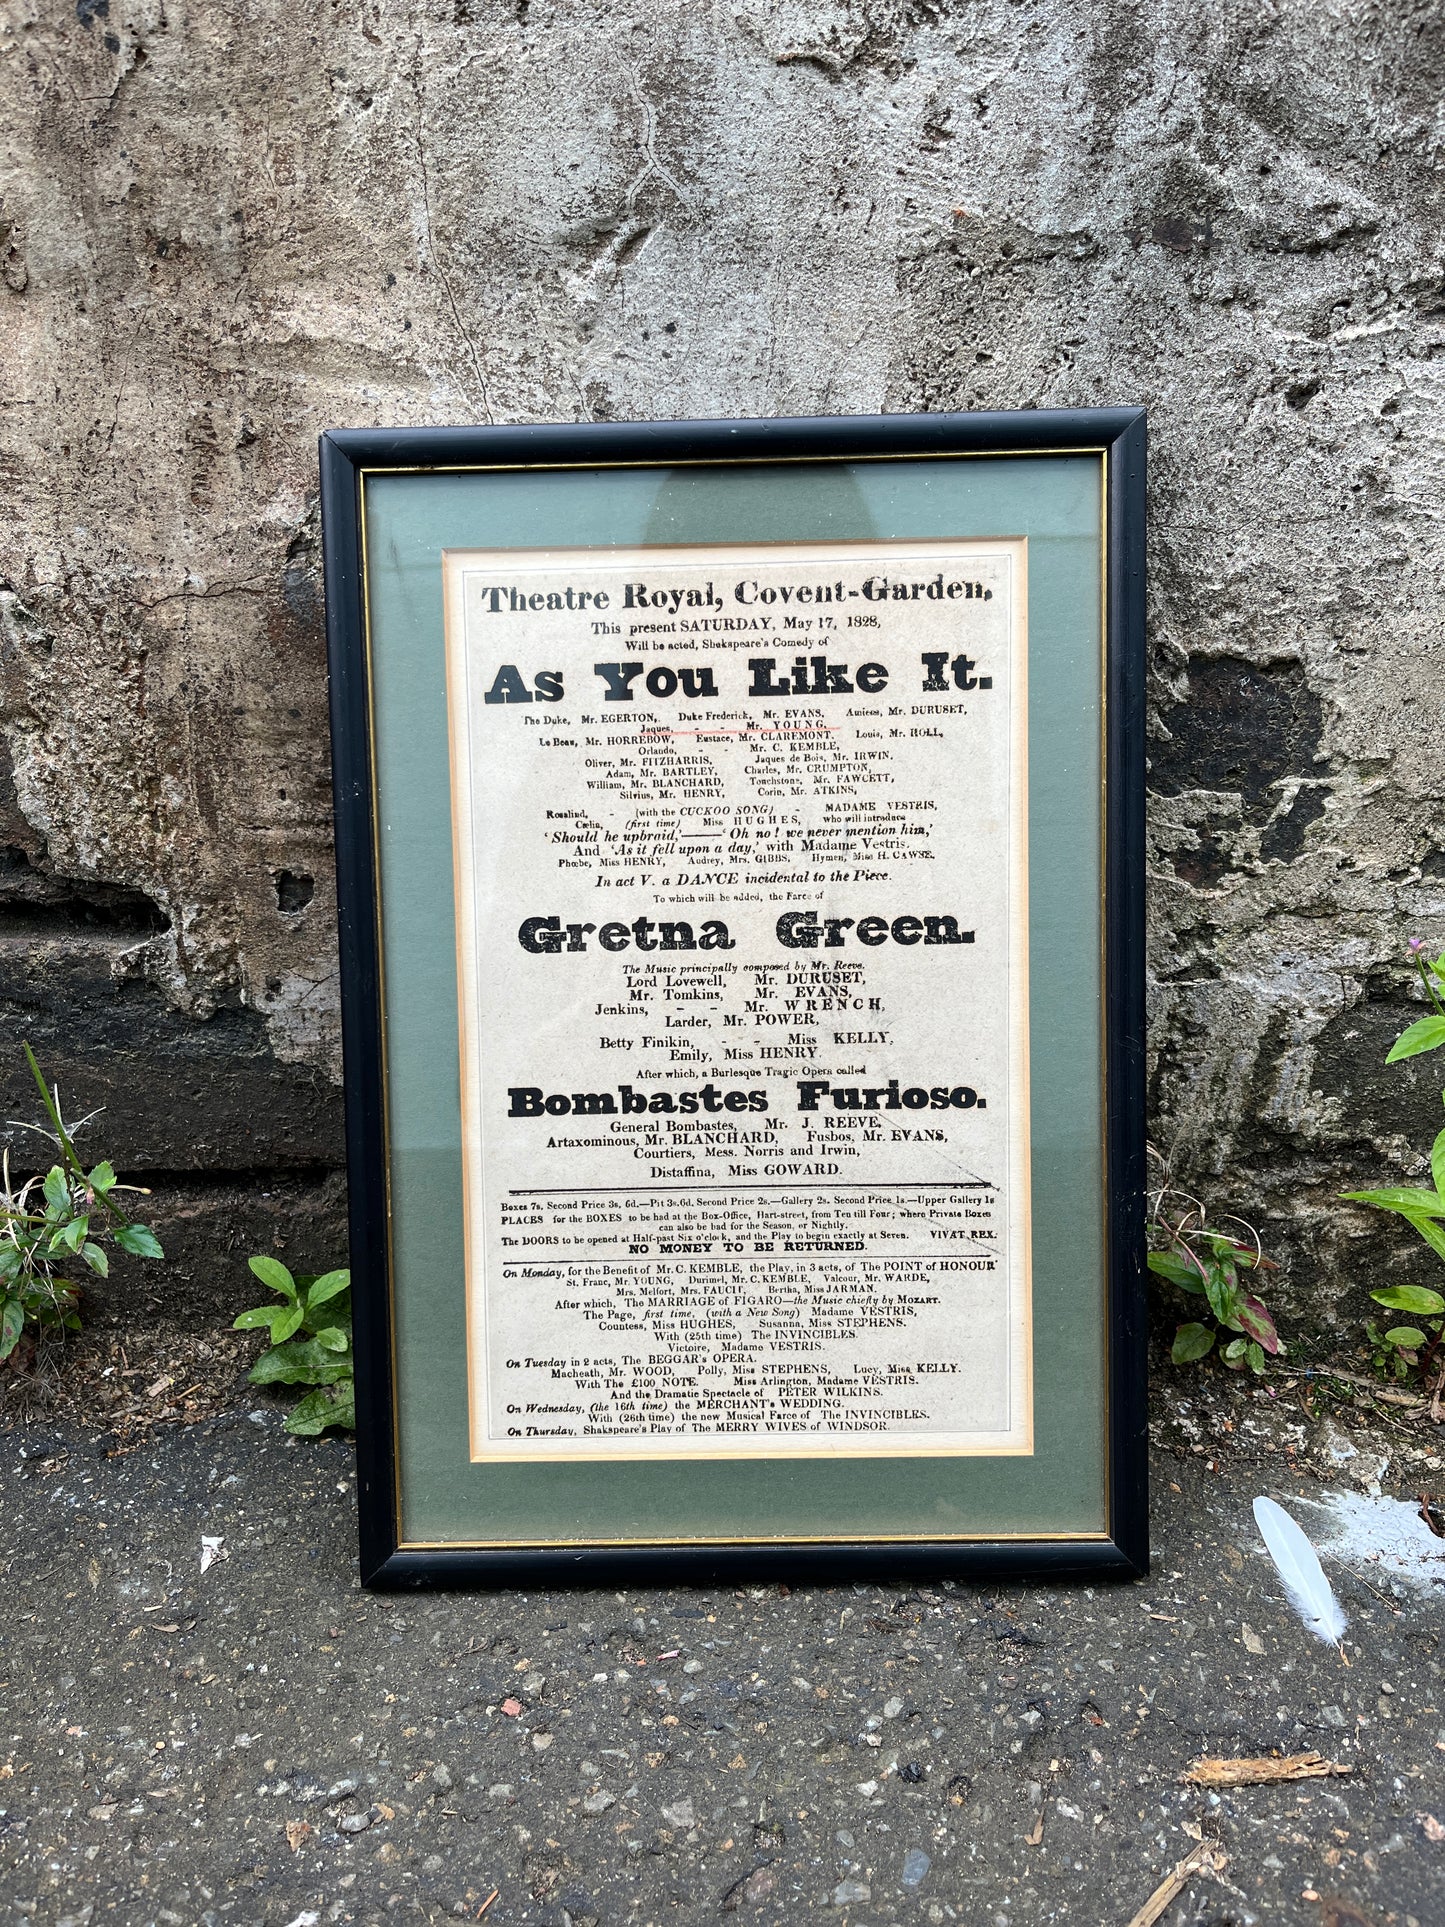 Theatre Royal, Covent-Garden,
This present SATURDAY, May 17, 1828,
Will be acted, Shakspeare's Comedy of
As You Like It.
The Duke, Mr. EGERTON, Duke Frederick, Mr. EVANS, Amiens, Mr. DURUSET,
Jaques, - - Mr. YOUNG,
Le Beau, Mr. HORREBOW, Eustace, Mr. CLAREMONT, Louis, Mr. HOLL,
Orlando, - - Mr. C. KEMBLE,
Oliver, Mr. FITZHARRIS, Jaques de Bois, Mr. IRWIN,
Adam, Mr. BARTLEY, Charles, Mr. CRUMPTON,
William, Mr. BLANCHARD, Touchstone, Mr. FAWCETT,
Silvius, Mr. HENRY, Corin, Mr. ATKINS,
Rosalind, - (with the CUCKOO SONG) - MADAME VESTRIS,
Cælia, (first time) Miss HUGHES, who will introduce
'Should he upbraid,'——'Oh no! we never mention him,'
And 'As it fell upon a day,' with Madame Vestris.
Phœbe, Miss HENRY, Audrey, Mrs. GIBBS, Hymen, Miss H. CAWSE.
In act V. a DANCE incidental to the Piece.
To which will be added, the Farce of
Gretna Green.
The Music principally composed by Mr. Reeve.
Lord Lovewell, Mr. DURUSET,
Mr. Tomkins, Mr. EVANS,
Jenkins, - - Mr. WRENCH,
Larder, Mr. POWER,
Betty Finikin, - - Miss KELLY,
Emily, Miss HENRY.
After which, a Burlesque Tragic Opera called
Bombastes Furioso.
General Bombastes, Mr. J. REEVE,
Artaxominous, Mr. BLANCHARD, Fusbos, Mr. EVANS,
Courtiers, Mess. Norris and Irwin,
Distaffina, Miss GOWARD.
Boxes 7s. Second Price 3s. 6d.—Pit 3s.6d. Second Price 2s.—Gallery 2s. Second Price 1s.—Upper Gallery 1s
PLACES for the BOXES to be had at the Box-Office, Hart-street, from Ten till Four; where Private Boxes
can also be had for the Season, or Nightly.
The DOORS to be opened at Half-past Six o'clock, and the Play to begin exactly at Seven. VIVAT REX.
NO MONEY TO BE RETURNED.
On Monday, for the Benefit of Mr. C. KEMBLE, the Play, in 3 acts, of The POINT of HONOUR
St. Franc, Mr. YOUNG, Durimel, Mr. C. KEMBLE, Valcour, Mr. WARDE,
Mrs. Melfort, Mrs. FAUCIT, Bertha, Miss JARMAN.
After which, The MARRIAGE of FIGARO—the Music chiefly by MOZART.
The Page, first time, (with a New Song) Madame VESTRIS,
Countess, Miss HUGHES, Susanna, Miss STEPHENS.
With (25th time) The INVINCIBLES.
Victoire, Madame VESTRIS.
On Tuesday in 2 acts, The BEGGAR's OPERA.
Macheath, Mr. WOOD, Polly, Miss STEPHENS, Lucy, Miss KELLY.
With The £100 NOTE. Miss Arlington, Madame VESTRIS.
And the Dramatic Spectacle of PETER WILKINS.
On Wednesday, (the 16th time) the MERCHANT's WEDDING.
With (26th time) the new Musical Farce of The INVINCIBLES.
On Thursday, Shakspeare's Play of The MERRY WIVES of WINDSOR.